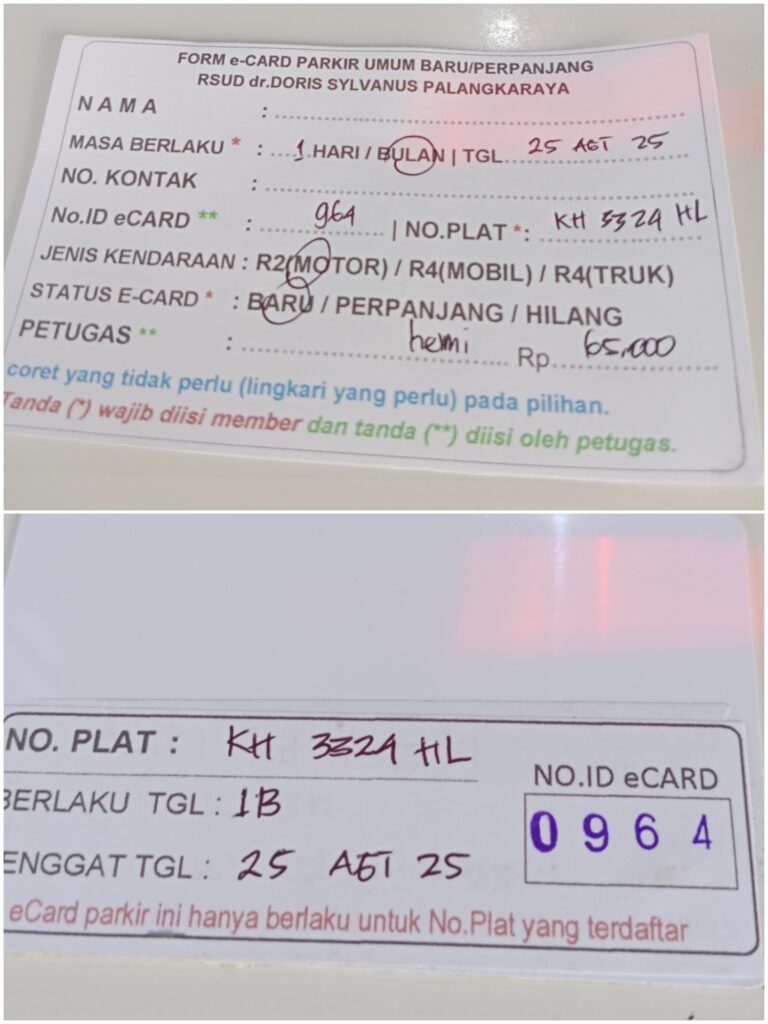 FORM e-CARD PARKIR UMUM BARU/PERPANJANG
RSUD dr.DORIS SYLVANUS PALANGKARAYA
NAMA :
MASA BERLAKU * : 1 HARI / BULAN | TGL 25 AGT 25
NO. KONTAK :
No.ID eCARD ** : 964 | NO.PLAT *: KH 3324 HL
JENIS KENDARAAN : R2(MOTOR) / R4(MOBIL) / R4(TRUK)
STATUS E-CARD * : BARU / PERPANJANG / HILANG
PETUGAS ** : hemi Rp 65.000
coret yang tidak perlu (lingkari yang perlu) pada pilihan.
Tanda (*) wajib diisi member dan tanda (**) diisi oleh petugas.
NO. PLAT : KH 3324 HL
NO.ID eCARD
BERLAKU TGL : 1B
0964
ENGGAT TGL : 25 AGT 25
eCard parkir ini hanya berlaku untuk No.Plat yang terdaftar